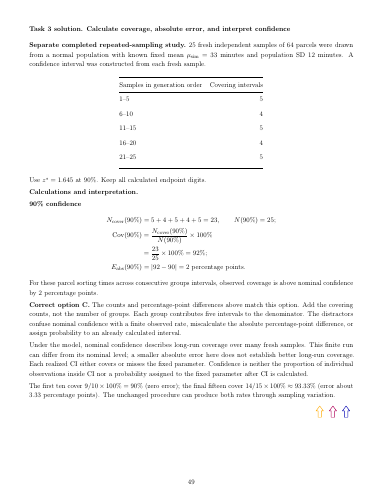 Task 3 solution. Calculate coverage, absolute error, and interpret confidence
Separate completed repeated-sampling study. 25 fresh independent samples of 64 parcels were drawn
from a normal population with known fixed mean μ_true = 33 minutes and population SD 12 minutes. A
confidence interval was constructed from each fresh sample.
Samples in generation order Covering intervals
1–5 5
6–10 4
11–15 5
16–20 4
21–25 5
Use z* = 1.645 at 90%. Keep all calculated endpoint digits.
Calculations and interpretation.
90% confidence
N_cover(90%) = 5 + 4 + 5 + 4 + 5 = 23, N(90%) = 25;
Cov(90%) = N_cover(90%) / N(90%) × 100%
= 23/25 × 100% = 92%;
E_abs(90%) = |92 − 90| = 2 percentage points.
For these parcel sorting times across consecutive groups intervals, observed coverage is above nominal confidence
by 2 percentage points.
Correct option C. The counts and percentage-point differences above match this option. Add the covering
counts, not the number of groups. Each group contributes five intervals to the denominator. The distractors
confuse nominal confidence with a finite observed rate, miscalculate the absolute percentage-point difference, or
assign probability to an already calculated interval.
Under the model, nominal confidence describes long-run coverage over many fresh samples. This finite run
can differ from its nominal level; a smaller absolute error here does not establish better long-run coverage.
Each realized CI either covers or misses the fixed parameter. Confidence is neither the proportion of individual
observations inside CI nor a probability assigned to the fixed parameter after CI is calculated.
The first ten cover 9/10 × 100% = 90% (zero error); the final fifteen cover 14/15 × 100% ≈ 93.33% (error about
3.33 percentage points). The unchanged procedure can produce both rates through sampling variation.
49